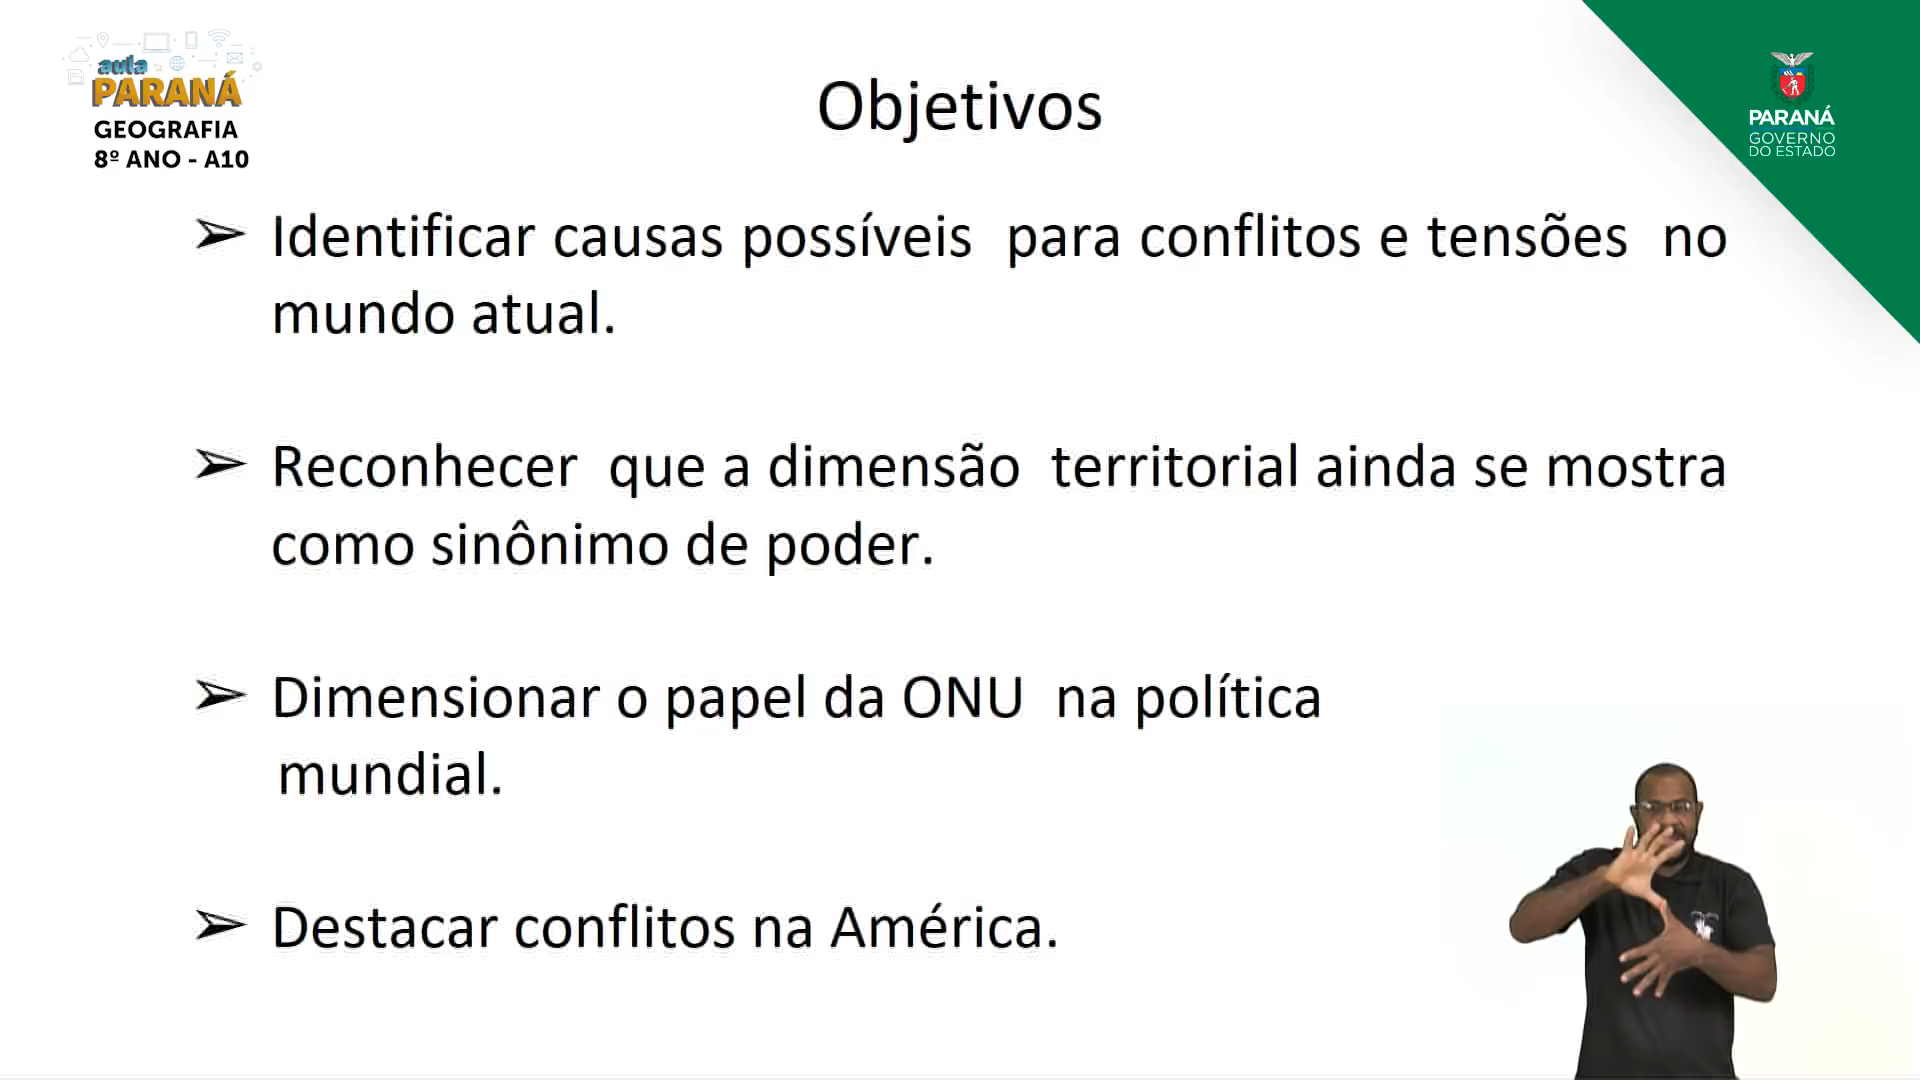 aula
PARANÁ
GEOGRAFIA
8º ANO - A10
Objetivos
PARANÁ
GOVERNO
DO ESTADO
➢ Identificar causas possíveis para conflitos e tensões no
mundo atual.
➢ Reconhecer que a dimensão territorial ainda se mostra
como sinônimo de poder.
➢ Dimensionar o papel da ONU na política
mundial.
➢ Destacar conflitos na América.